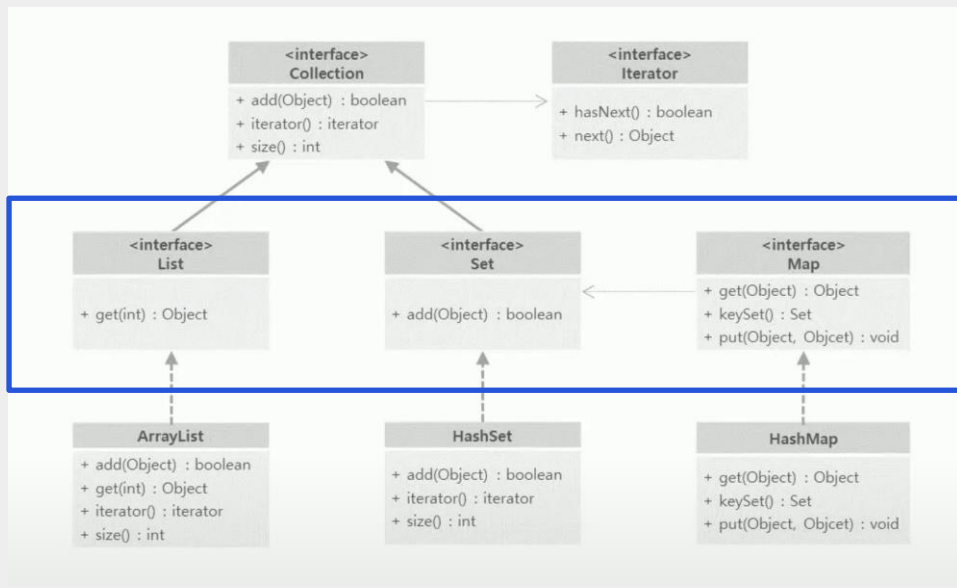 <interface>
Collection
+ add(Object) : boolean
+ iterator() : iterator
+ size() : int
<interface>
Iterator
+ hasNext() : boolean
+ next() : Object
<interface>
List
+ get(int) : Object
<interface>
Set
+ add(Object) : boolean
<interface>
Map
+ get(Object) : Object
+ keySet() : Set
+ put(Object, Objcet) : void
ArrayList
+ add(Object) : boolean
+ get(int) : Object
+ iterator() : iterator
+ size() : int
HashSet
+ add(Object) : boolean
+ iterator() : iterator
+ size() : int
HashMap
+ get(Object) : Object
+ keySet() : Set
+ put(Object, Objcet) : void